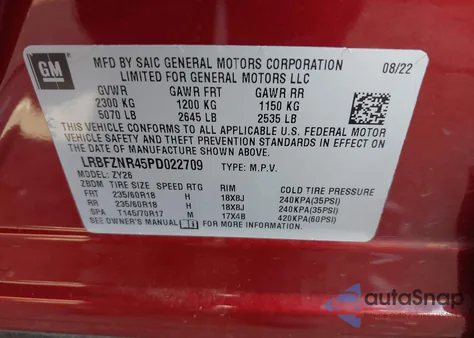 GM
MFD BY SAIC GENERAL MOTORS CORPORATION 08/22
LIMITED FOR GENERAL MOTORS LLC
GVWR GAWR FRT GAWR RR
2300 KG 1200 KG 1150 KG
5070 LB 2645 LB 2535 LB
THIS VEHICLE CONFORMS TO ALL APPLICABLE U.S. FEDERAL MOTOR
VEHICLE SAFETY, BUMPER, AND THEFT PREVENTION STANDARDS IN EFFECT
ON THE DATE OF MANUFACTURE SHOWN ABOVE.
LRBFZNR45PD022709 TYPE: M.P.V.
MODEL: ZY26
ZBDM TIRE SIZE SPEED RTG RIM COLD TIRE PRESSURE
FRT 235/60R18 H 18X8J 240KPA(35PSI)
RR 235/60R18 H 18X8J 240KPA(35PSI)
SPA T145/70R17 M 17X4B 420KPA(60PSI)
SEE OWNER'S MANUAL FOR MORE INFORMATION
autoSnap